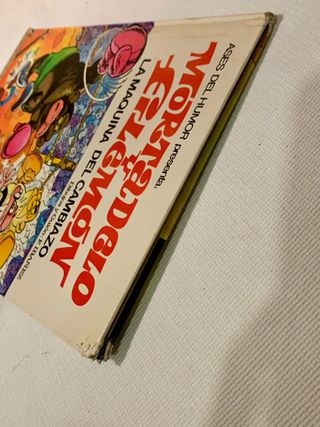 ASES DEL HUMOR presenta.
MORTADELO
Y FILEMÓN
LA MAQUINA DEL CAMBIAZO